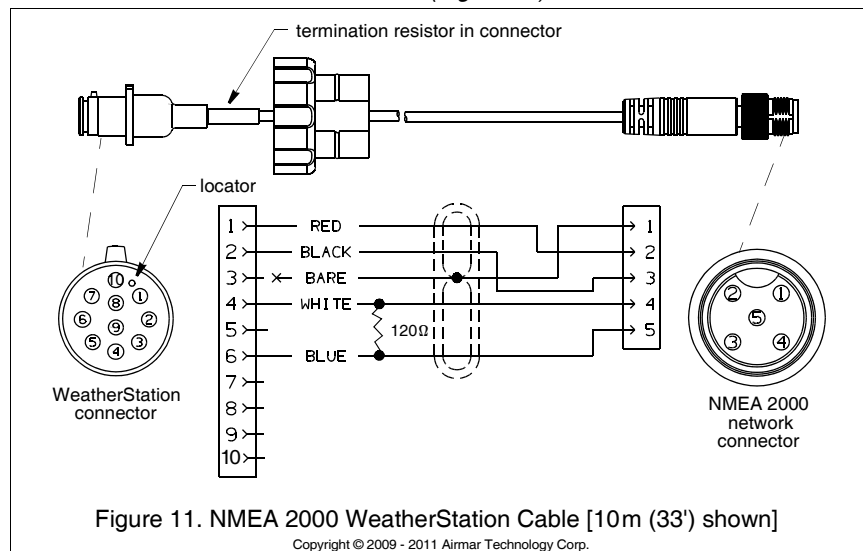 termination resistor in connector
locator
1 RED 1
2 BLACK 2
3 BARE 3
4 WHITE 4
5 120Ω 5
6 BLUE
7
8
9
10
10
7 1
8
6 2
9
5 3
4
WeatherStation
connector
2 1
5
3 4
NMEA 2000
network
connector
Figure 11. NMEA 2000 WeatherStation Cable [10m (33') shown]
Copyright © 2009 - 2011 Airmar Technology Corp.